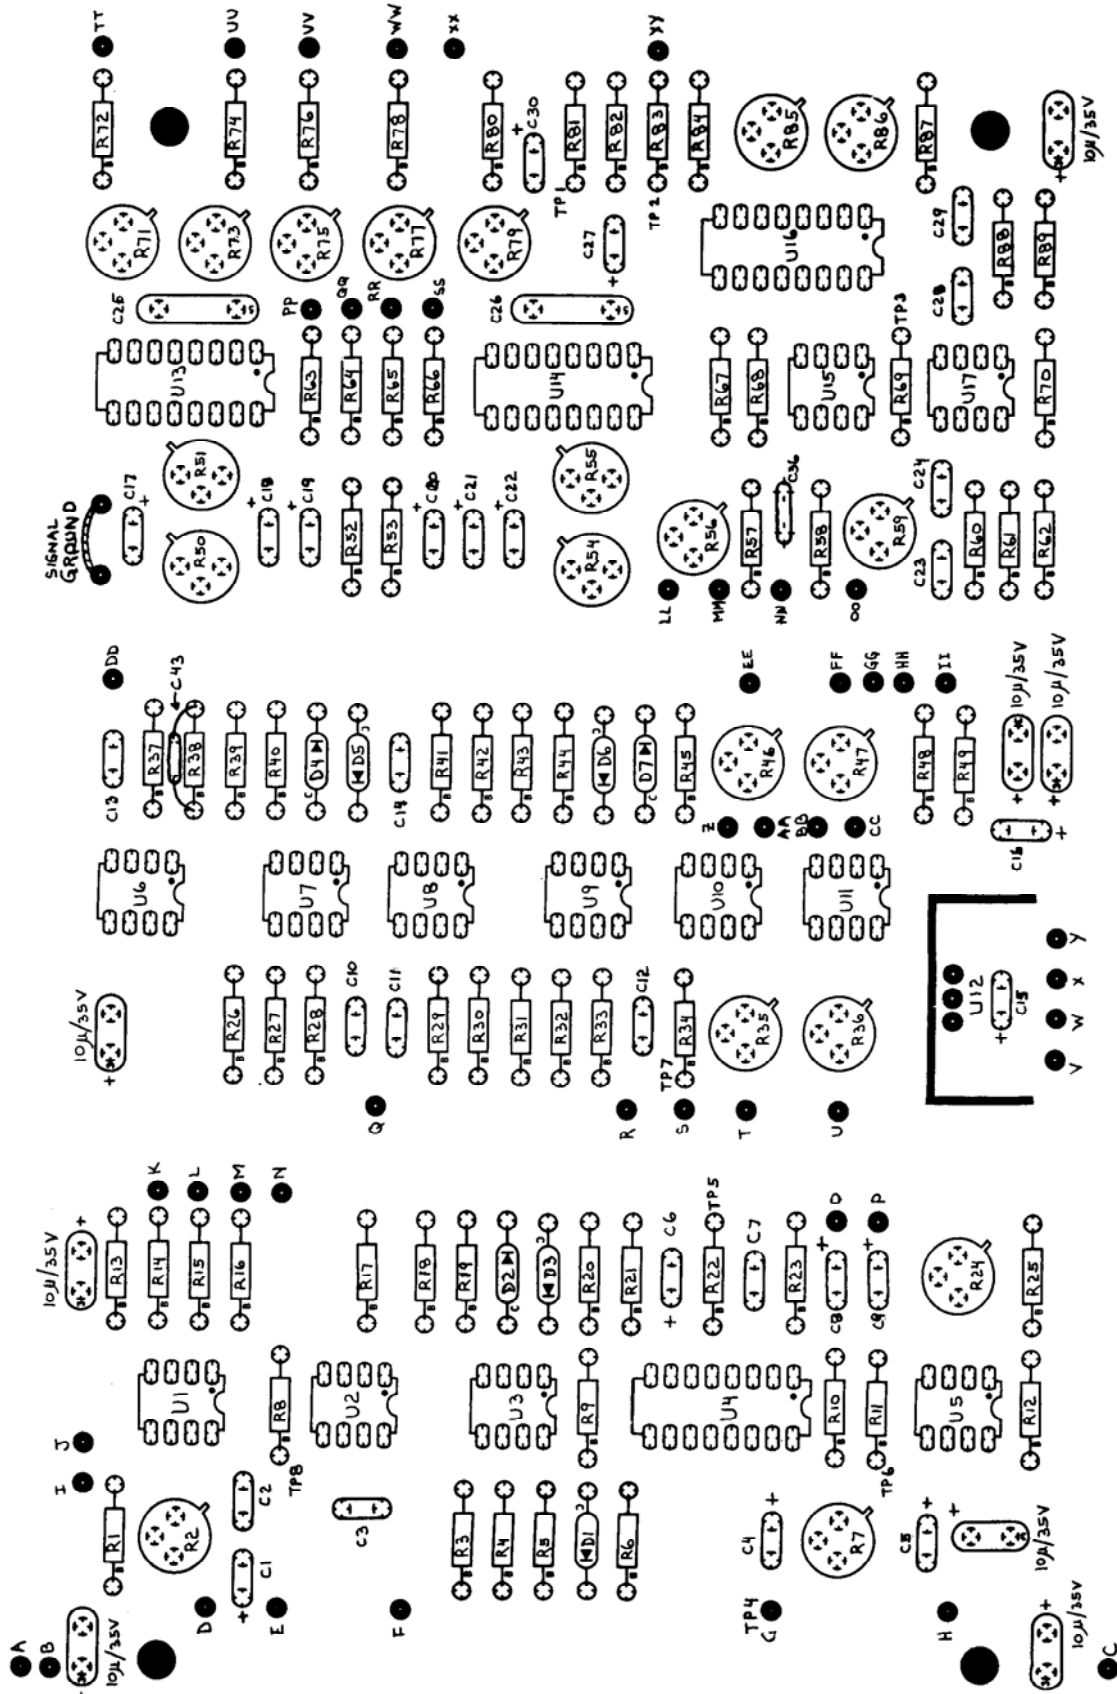 TT
UU
VV
WW
XX
YY
R72
R74
R76
R78
R80
+ C30
R81
R82
R83
R84
R85
R86
R87
10µ/35V
+
TP1
TP2
R71
R73
R75
R77
R79
C27
+
U16
C29
R88
R89
C25
PP
QQ
RR
SS
C26
C28
TP3
U13
R63
R64
R65
R66
U14
R67
R68
U15
R69
U17
R70
SIGNAL
GROUND
C17
+
R51
+ C18
+ C19
R52
R53
+ C20
+ C21
+ C22
R55
R50
R54
R56
R57
C36
R58
R59
C24
C23
R60
R61
R62
LL
MM
NN
OO
DD
C43
EE
FF
GG
HH
II
10µ/35V
10µ/35V
C13
R37
R38
R39
R40
D4
C
D5
C14
R41
R42
R43
R44
D6
D7
C
R45
R46
R47
R48
R49
+
+
Z
AA
BB
CC
C16
+
U6
U7
U8
U9
U10
U11
10µ/35V
+
R26
R27
R28
C10
C11
R29
R30
R31
R32
R33
C12
R34
TP7
R35
R36
U12
C15
+
Y
X
W
V
Q
R
S
T
U
K
L
M
N
10µ/35V
+
R13
R14
R15
R16
R17
R18
R19
D2
C
D3
R20
R21
C6
+
R22
TP5
C7
R23
O
P
+
C8
+
C9
R24
R25
U1
R8
TP8
U2
U3
R9
U4
R10
R11
TP6
U5
R12
J
I
R1
R2
C2
C1
+
C3
R3
R4
R5
D1
R6
C4
+
R7
C5
+
+
10µ/35V
A
B
10µ/35V
+
D
E
F
TP4
G
H
+
10µ/35V
C